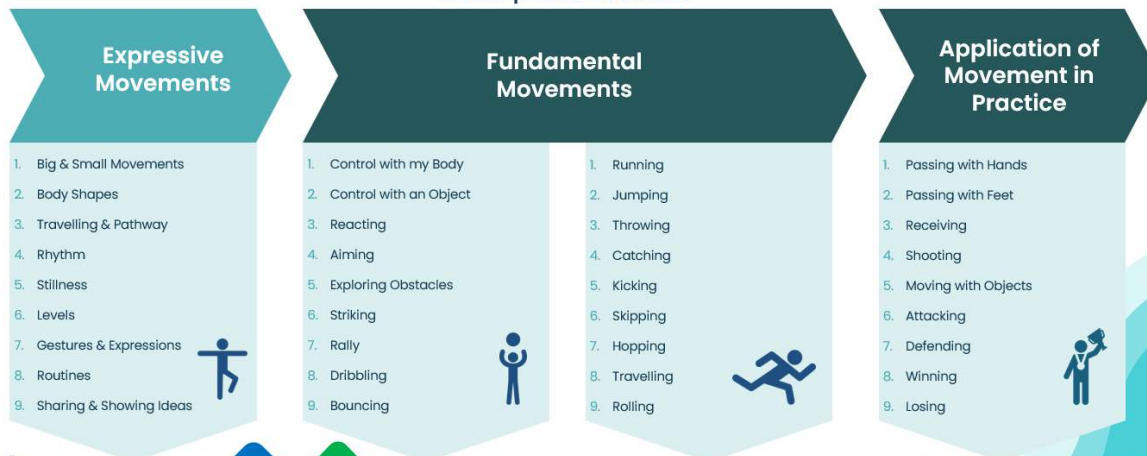 Expressive
Movements
1. Big & Small Movements
2. Body Shapes
3. Travelling & Pathway
4. Rhythm
5. Stillness
6. Levels
7. Gestures & Expressions
8. Routines
9. Sharing & Showing Ideas
Fundamental
Movements
1. Control with my Body
2. Control with an Object
3. Reacting
4. Aiming
5. Exploring Obstacles
6. Striking
7. Rally
8. Dribbling
9. Bouncing
1. Running
2. Jumping
3. Throwing
4. Catching
5. Kicking
6. Skipping
7. Hopping
8. Travelling
9. Rolling
Application of
Movement in
Practice
1. Passing with Hands
2. Passing with Feet
3. Receiving
4. Shooting
5. Moving with Objects
6. Attacking
7. Defending
8. Winning
9. Losing